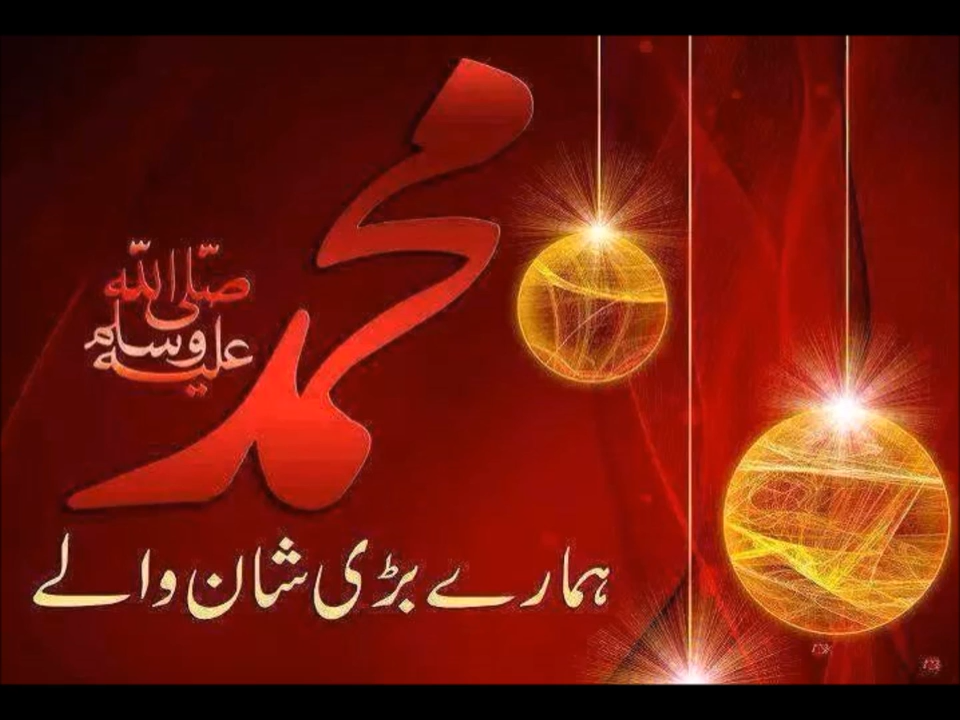 محمد
صلی اللہ
علیہ وسلم
ہمارے بڑی شان والے